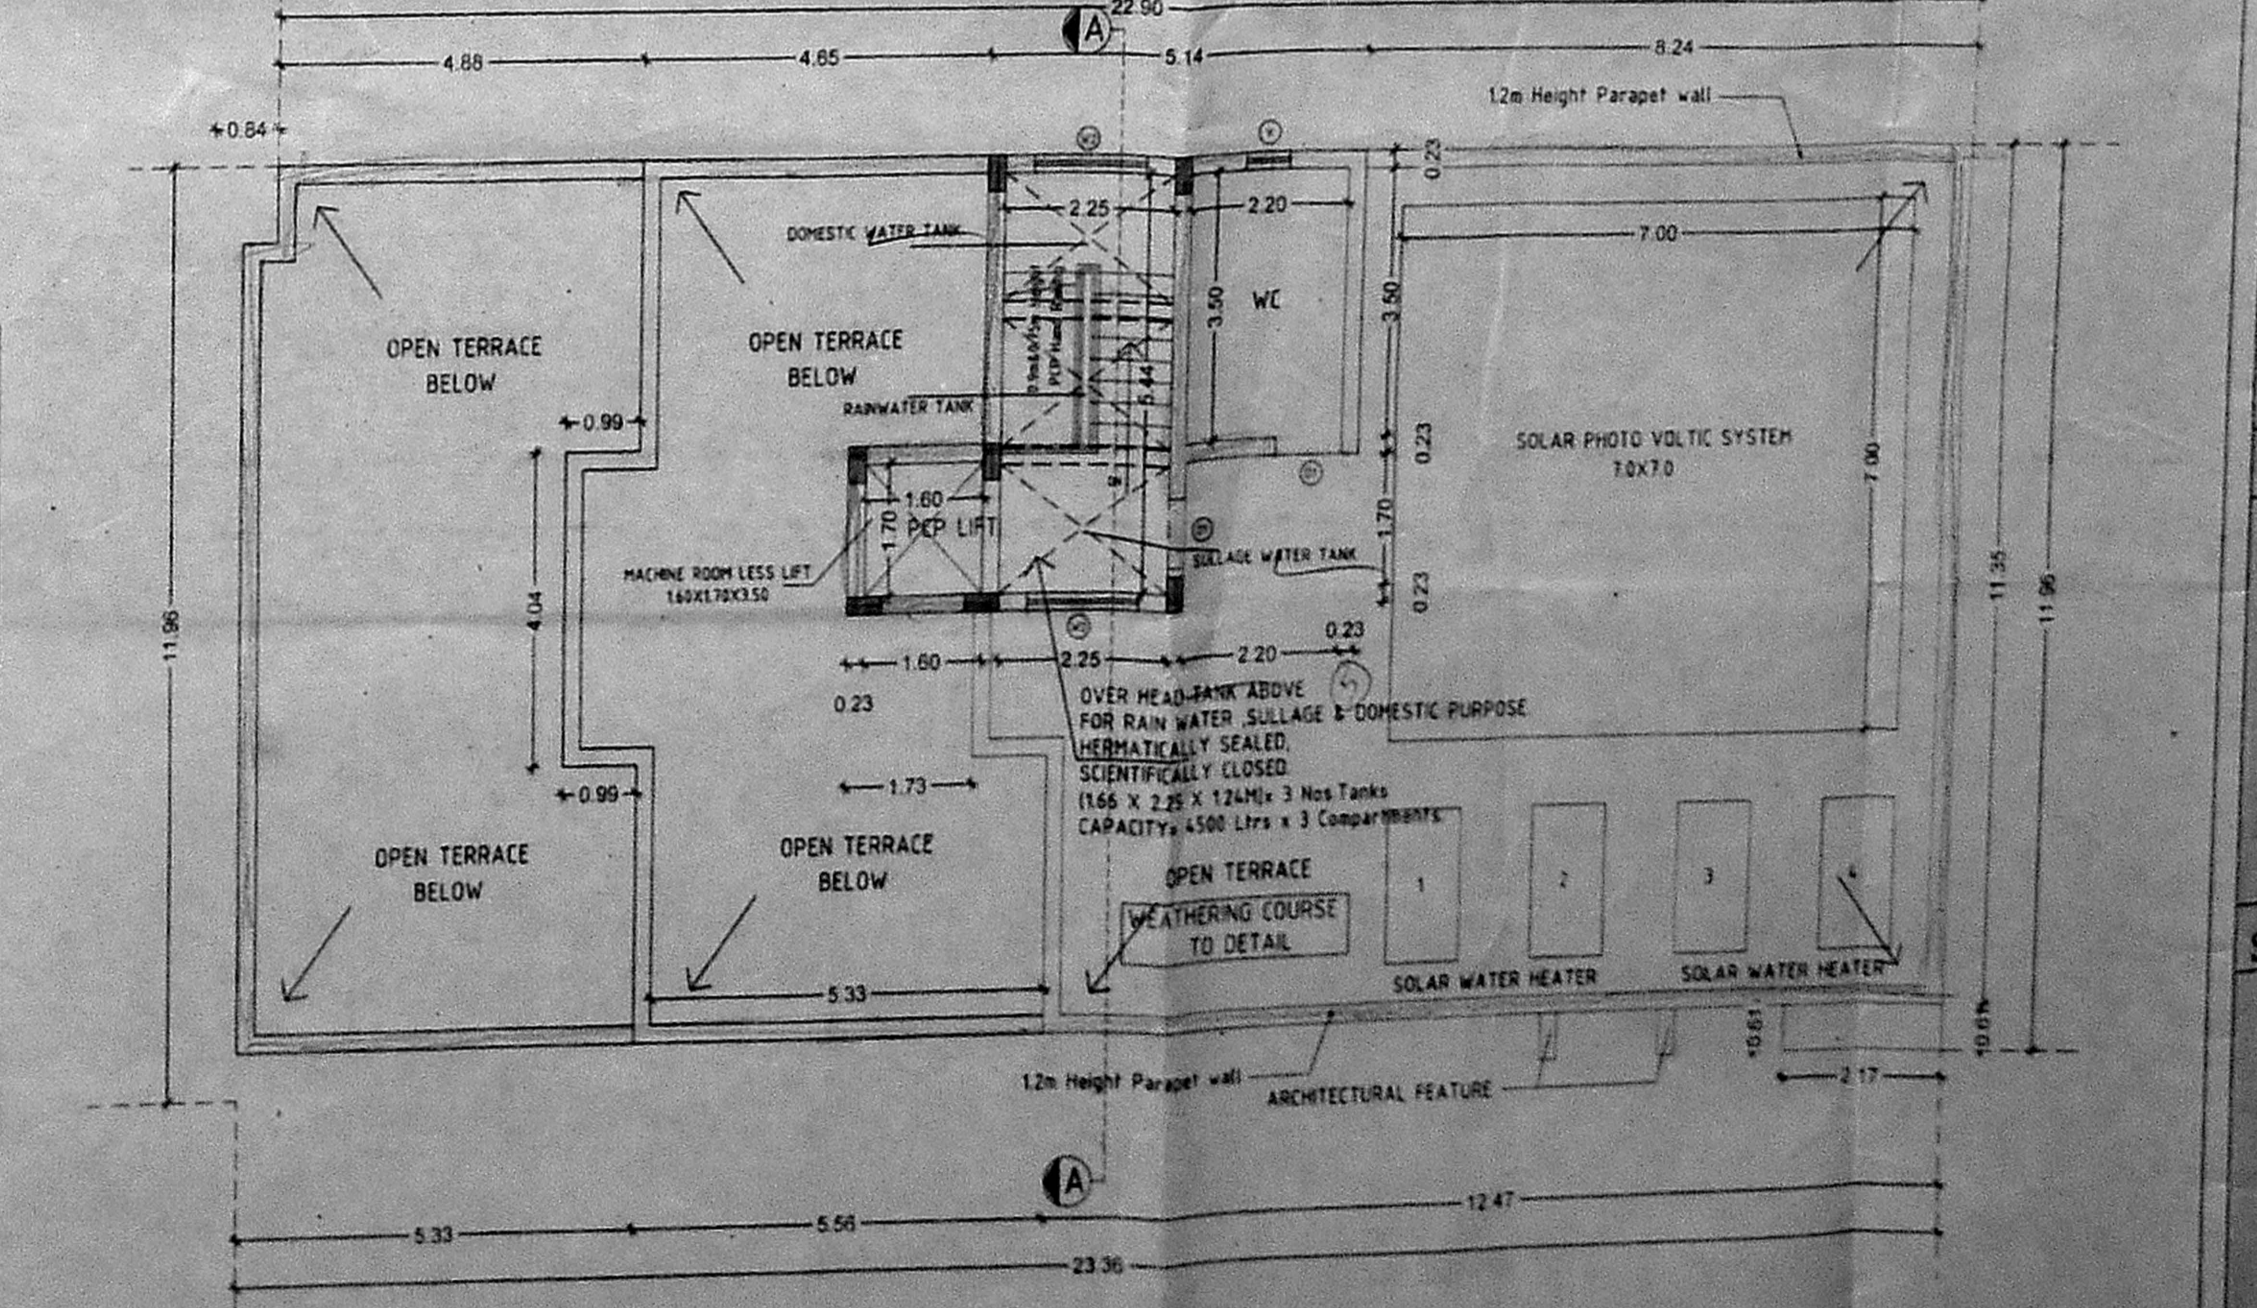 22.90
A
4.88
4.65
5.14
8.24
1.2m Height Parapet wall
0.84
W2
V
0.23
2.25
2.20
7.00
DOMESTIC WATER TANK
OPEN TERRACE
BELOW
OPEN TERRACE
BELOW
3.50
WC
3.50
5.44
RAINWATER TANK
0.99
0.23
SOLAR PHOTO VOLTIC SYSTEM
7.0X7.0
7.00
1.60
1.70
PCP LIFT
1.70
SULLAGE WATER TANK
MACHINE ROOM LESS LIFT
1.60X1.70X3.50
4.04
11.96
11.35
11.96
0.23
0.23
1.60
2.25
2.20
0.23
OVER HEAD TANK ABOVE
FOR RAIN WATER ,SULLAGE & DOMESTIC PURPOSE
HERMATICALLY SEALED,
SCIENTIFICALLY CLOSED
(1.66 X 2.25 X 1.24M)x 3 Nos Tanks
CAPACITY= 4500 Ltrs x 3 Compartments
1.73
0.99
OPEN TERRACE
BELOW
OPEN TERRACE
BELOW
OPEN TERRACE
WEATHERING COURSE
TO DETAIL
1
2
3
4
SOLAR WATER HEATER
SOLAR WATER HEATER
5.33
0.61
0.61
2.17
1.2m Height Parapet wall
ARCHITECTURAL FEATURE
A
5.33
5.56
12.47
23.36